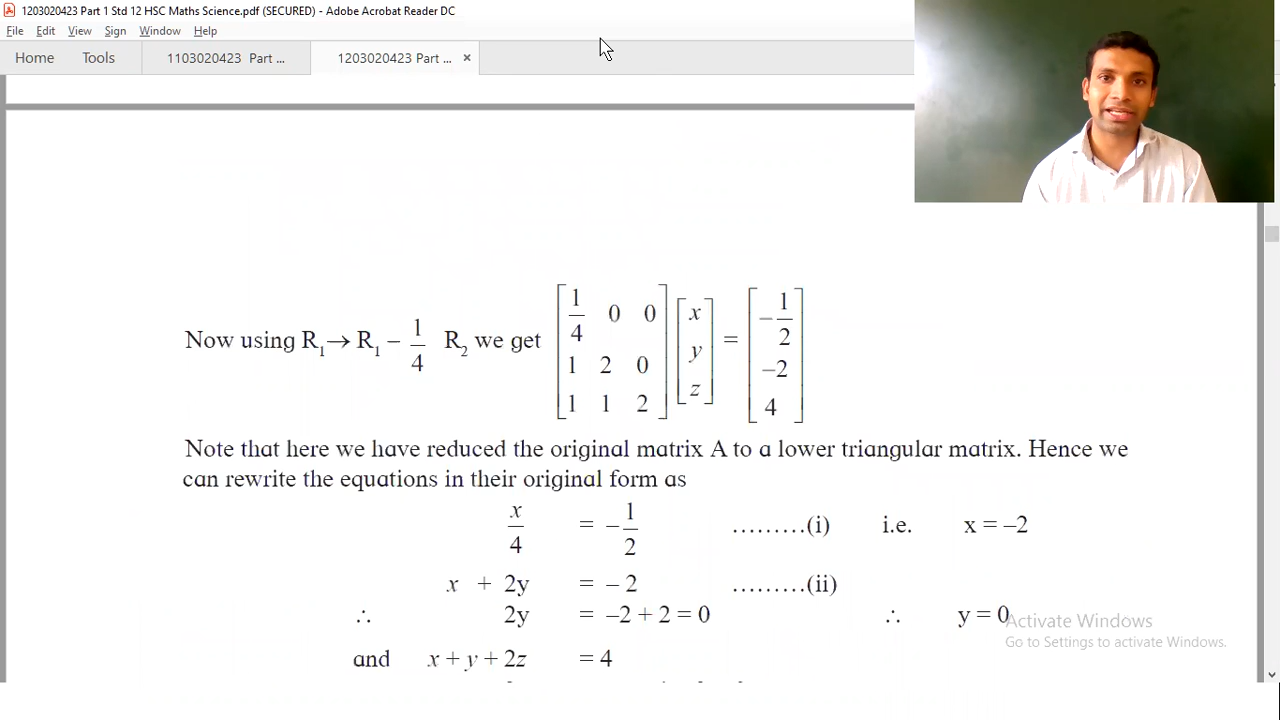 1203020423 Part 1 Std 12 HSC Maths Science.pdf (SECURED) - Adobe Acrobat Reader DC
File Edit View Sign Window Help
Home Tools 1103020423 Part ... 1203020423 Part ... ×
Now using R₁→ R₁ − 1/4 R₂ we get [1/4 0 0; 1 2 0; 1 1 2] [x; y; z] = [−1/2; −2; 4]
Note that here we have reduced the original matrix A to a lower triangular matrix. Hence we
can rewrite the equations in their original form as
x/4 = −1/2 .........(i) i.e. x = –2
x + 2y = – 2 .........(ii)
∴ 2y = –2 + 2 = 0 ∴ y = 0
Activate Windows
Go to Settings to activate Windows.
and x + y + 2z = 4